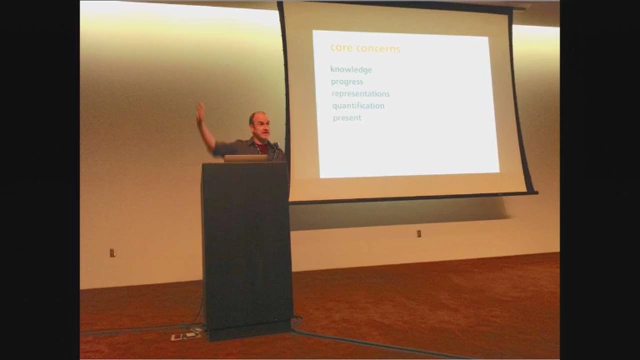 core concerns
knowledge
progress
representations
quantification
present